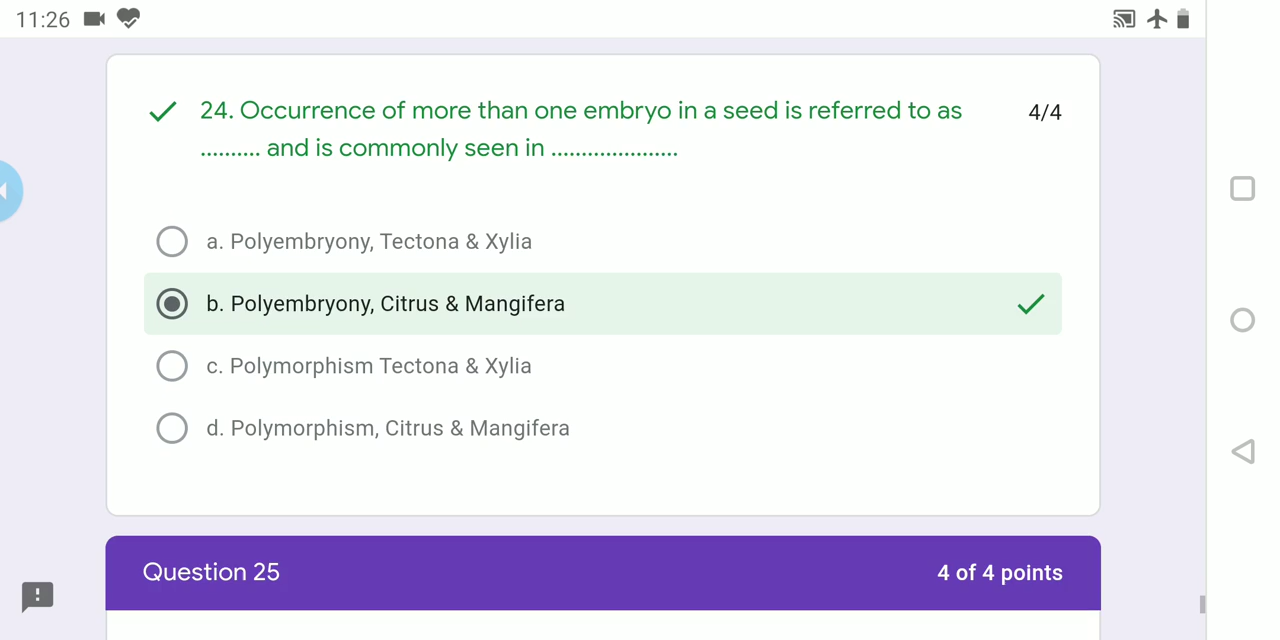 11:26
24. Occurrence of more than one embryo in a seed is referred to as 4/4
.......... and is commonly seen in .....................
a. Polyembryony, Tectona & Xylia
b. Polyembryony, Citrus & Mangifera
c. Polymorphism Tectona & Xylia
d. Polymorphism, Citrus & Mangifera
Question 25 4 of 4 points